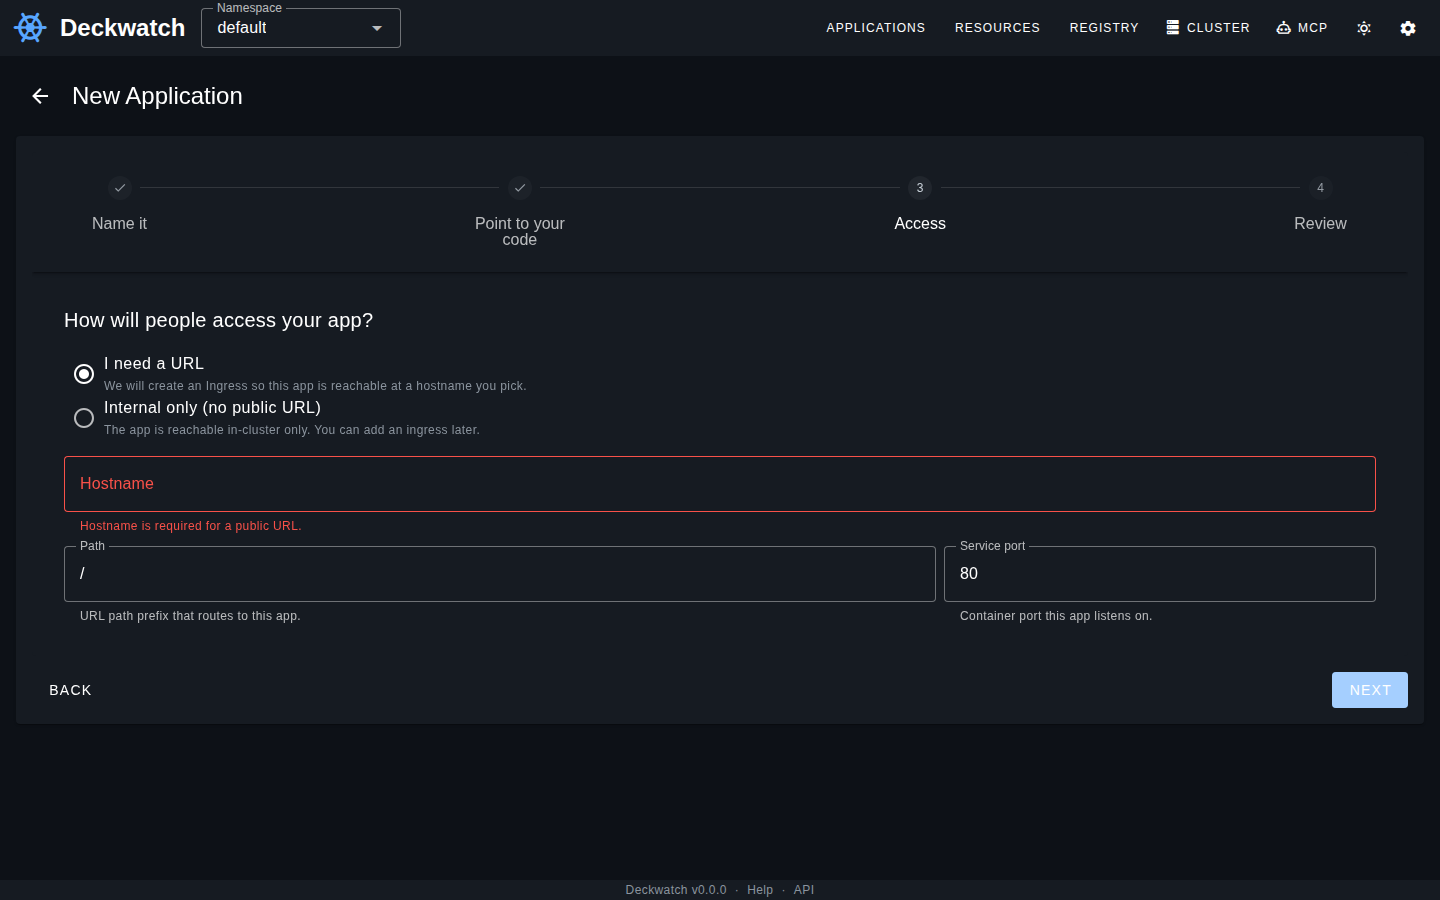 Deckwatch
Namespace
default
APPLICATIONS
RESOURCES
REGISTRY
CLUSTER
MCP
New Application
Name it
Point to your
code
3
Access
4
Review
How will people access your app?
I need a URL
We will create an Ingress so this app is reachable at a hostname you pick.
Internal only (no public URL)
The app is reachable in-cluster only. You can add an ingress later.
Hostname
Hostname is required for a public URL.
Path
/
URL path prefix that routes to this app.
Service port
80
Container port this app listens on.
BACK
NEXT
Deckwatch v0.0.0 · Help · API